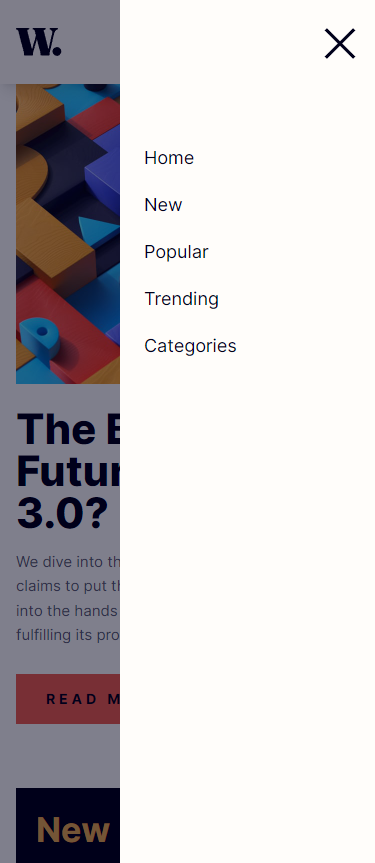 W.
Home
New
Popular
Trending
Categories
The
Futur
3.0?
We dive into th
claims to put th
into the hands
fulfilling its pro
READ M
New